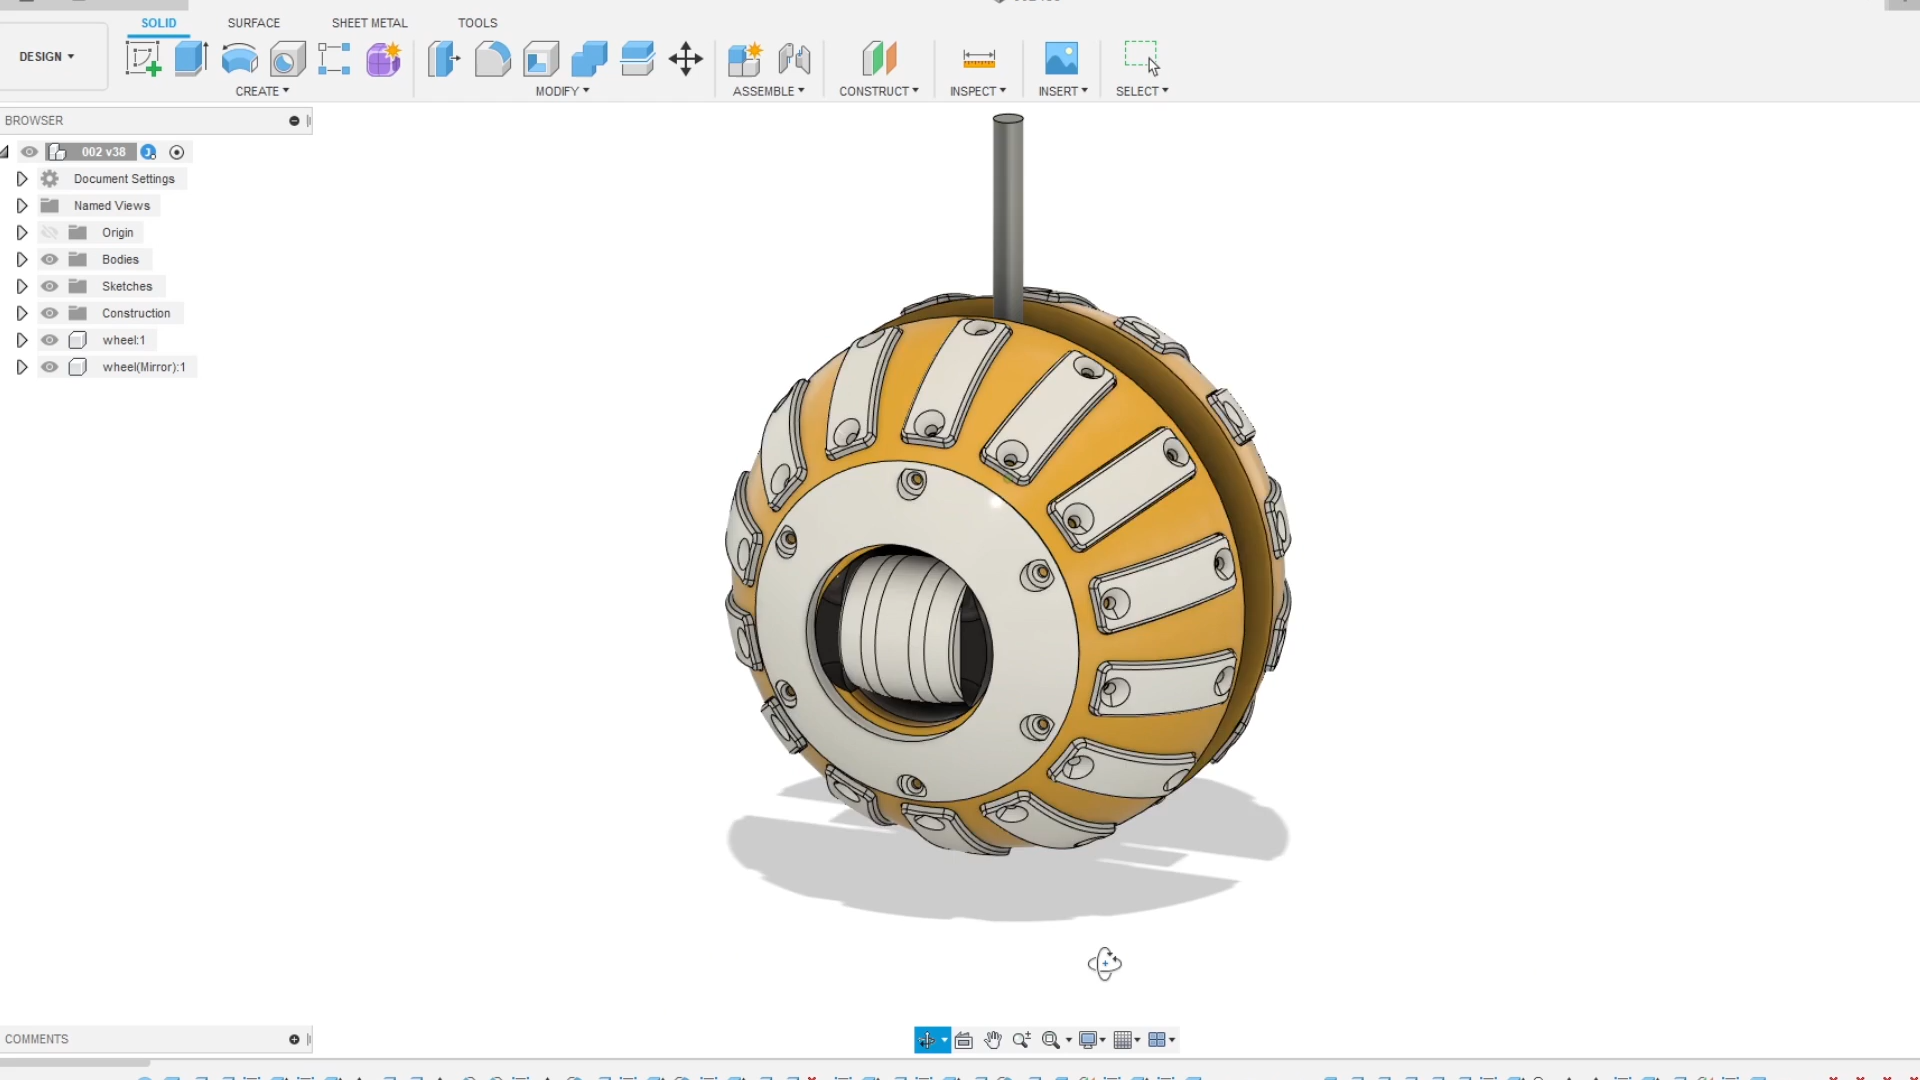 SOLID SURFACE SHEET METAL TOOLS
DESIGN
CREATE MODIFY ASSEMBLE CONSTRUCT INSPECT INSERT SELECT
BROWSER
002 v38
Document Settings
Named Views
Origin
Bodies
Sketches
Construction
wheel:1
wheel(Mirror):1
COMMENTS